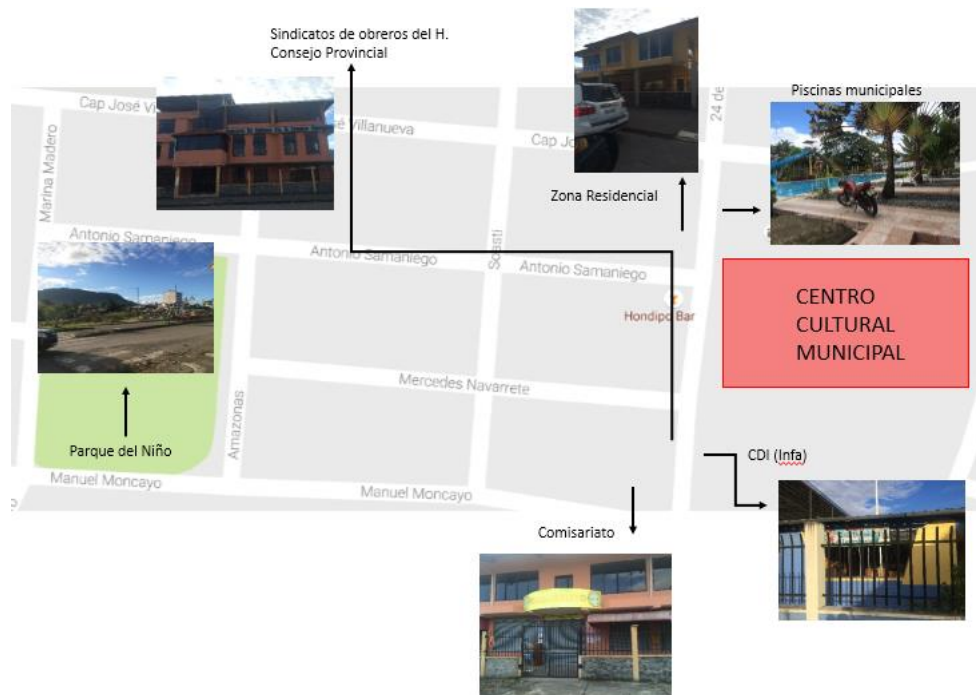 Sindicatos de obreros del H.
Consejo Provincial
Piscinas municipales
Cap José Vi
sé Villanueva
Cap Jo
24 de
Marina Madero
Zona Residencial
Antonio Samaniego
Antonio Samaniego
Soasti
Antonio Samaniego
Hondipo Bar
CENTRO
CULTURAL
MUNICIPAL
Mercedes Navarrete
Amazonas
Parque del Niño
CDI (Infa)
Manuel Moncayo
Manuel Moncayo
Comisariato